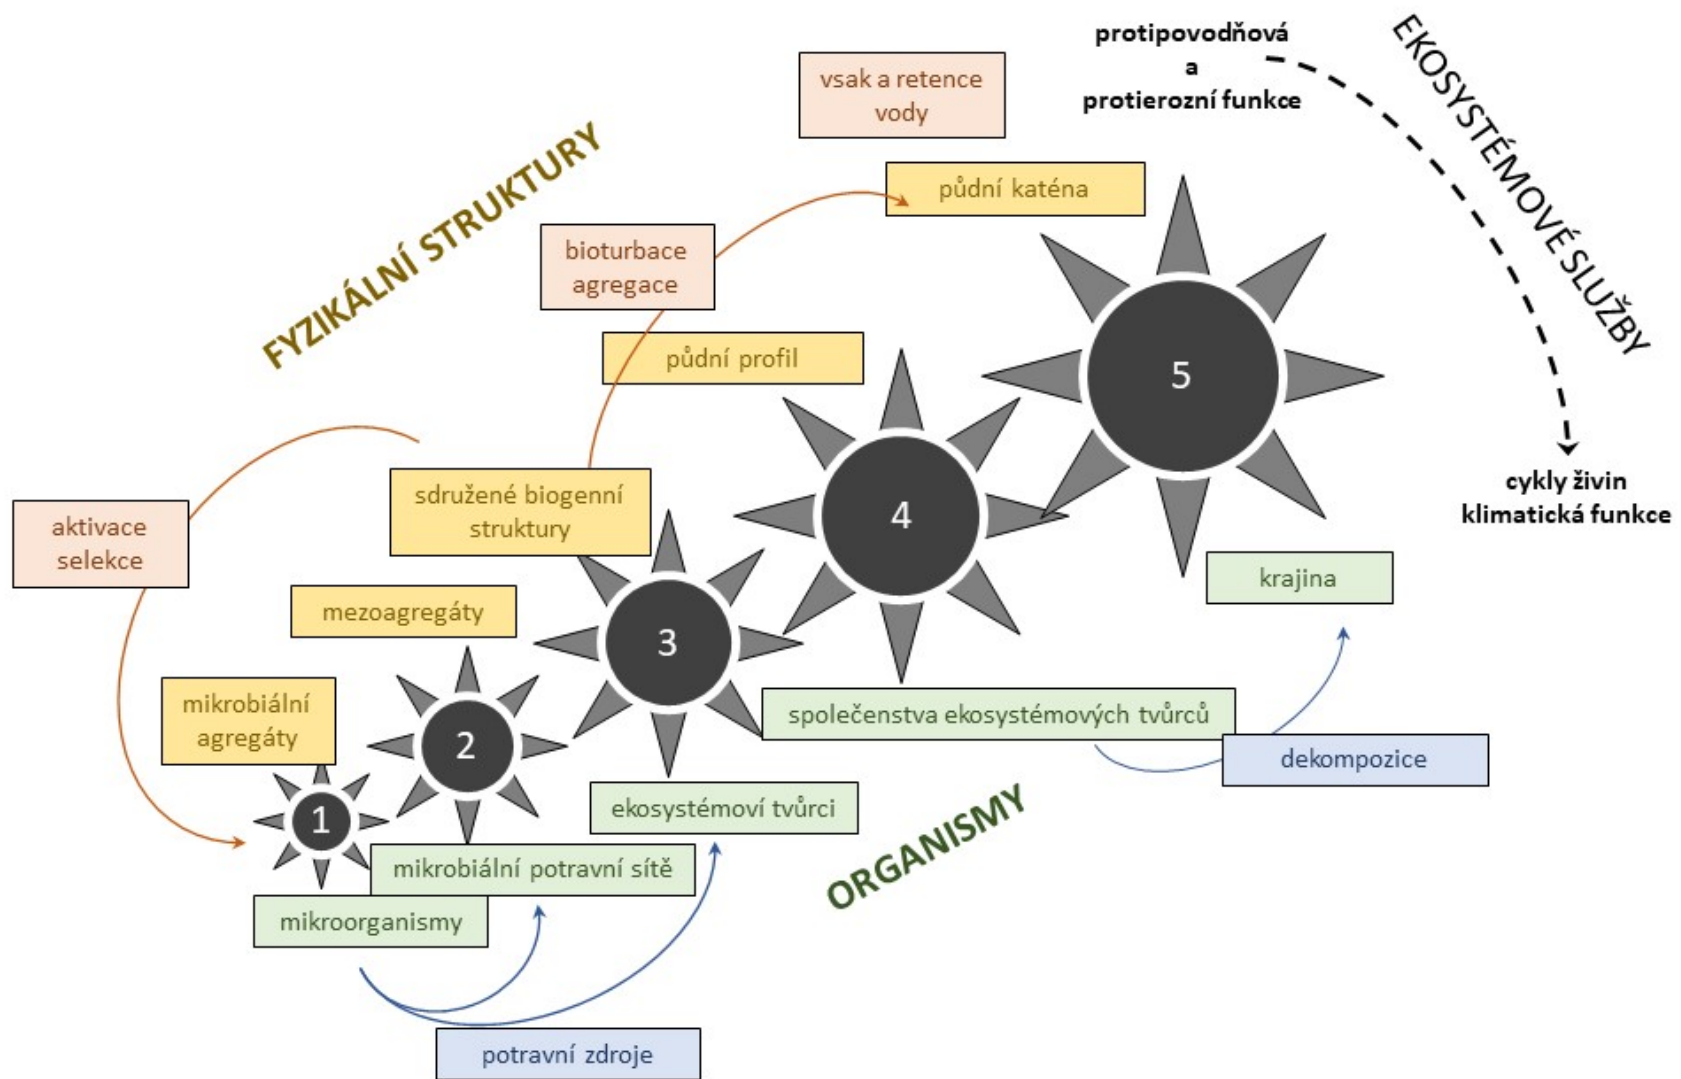 protipovodňová
a
protierozní funkce
EKOSYSTÉMOVÉ SLUŽBY
vsak a retence
vody
FYZIKÁLNÍ STRUKTURY
půdní katéna
bioturbace
agregace
půdní profil
5
sdružené biogenní
struktury
cykly živin
klimatická funkce
aktivace
selekce
4
krajina
mezoagregáty
3
mikrobiální
agregáty
společenstva ekosystémových tvůrců
2
dekompozice
ekosystémoví tvůrci
1
ORGANISMY
mikrobiální potravní sítě
mikroorganismy
potravní zdroje